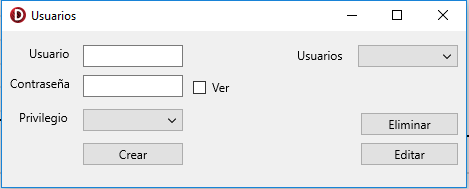 Usuarios
Usuario
Usuarios
Contraseña
Ver
Privilegio
Eliminar
Crear
Editar